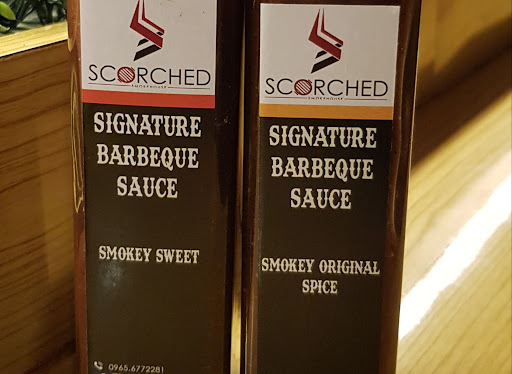 SCORCHED
SMOKEHOUSE
SIGNATURE
BARBEQUE
SAUCE
SMOKEY SWEET
0965.6772281
SCORCHED
SMOKEHOUSE
SIGNATURE
BARBEQUE
SAUCE
SMOKEY ORIGINAL
SPICE